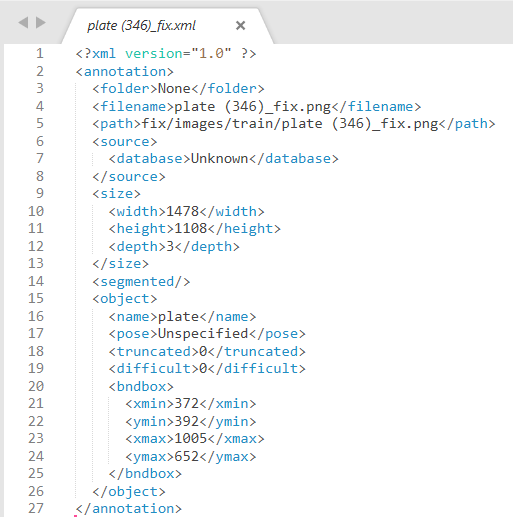 plate (346)_fix.xml ×
1 <?xml version="1.0" ?>
2 <annotation>
3 <folder>None</folder>
4 <filename>plate (346)_fix.png</filename>
5 <path>fix/images/train/plate (346)_fix.png</path>
6 <source>
7 <database>Unknown</database>
8 </source>
9 <size>
10 <width>1478</width>
11 <height>1108</height>
12 <depth>3</depth>
13 </size>
14 <segmented/>
15 <object>
16 <name>plate</name>
17 <pose>Unspecified</pose>
18 <truncated>0</truncated>
19 <difficult>0</difficult>
20 <bndbox>
21 <xmin>372</xmin>
22 <ymin>392</ymin>
23 <xmax>1005</xmax>
24 <ymax>652</ymax>
25 </bndbox>
26 </object>
27 </annotation>